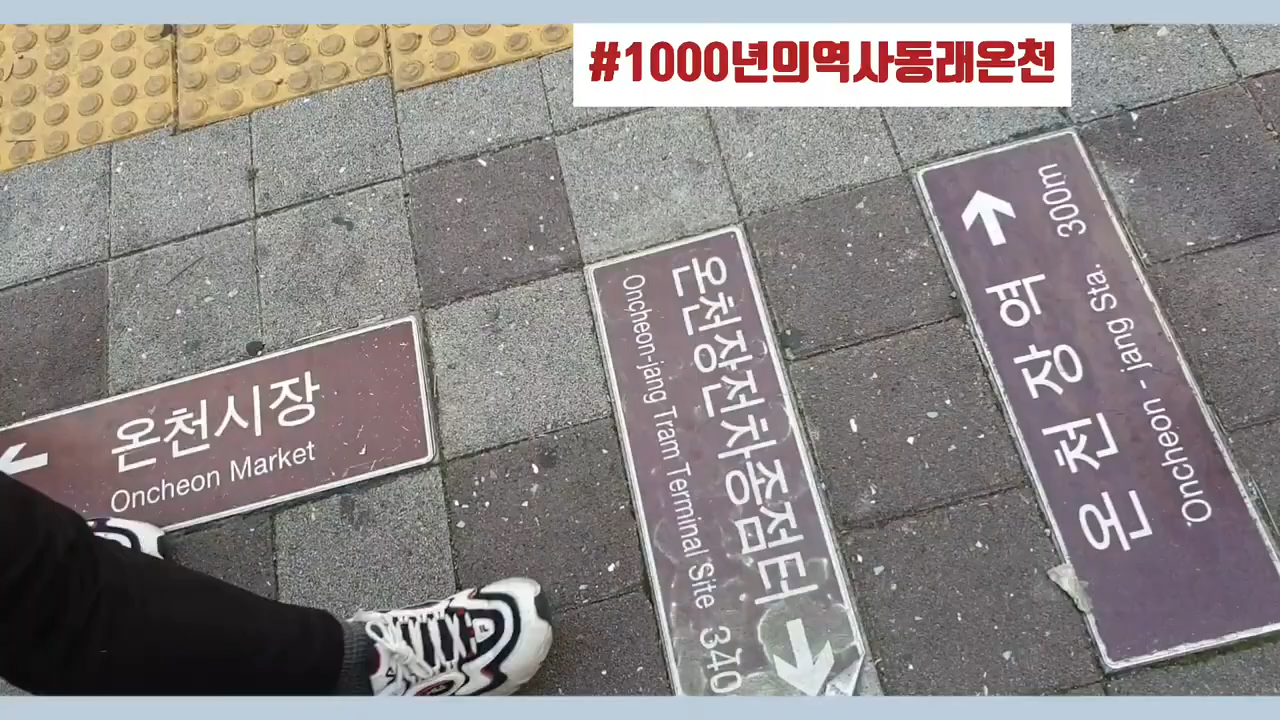 #1000년의역사동래온천
온천시장
Oncheon Market
온천장전차종점터
Oncheon-jang Tram Terminal Site 340
온천장역
Oncheon - jang Sta. 300m